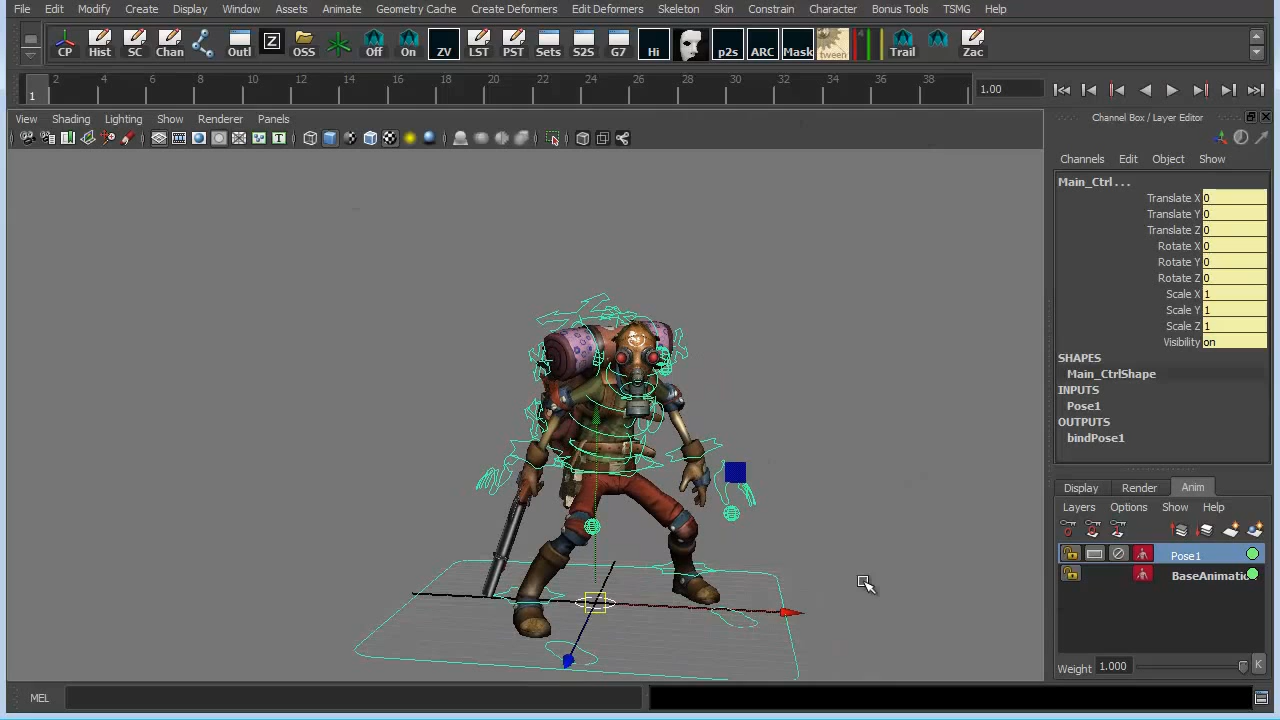 File Edit Modify Create Display Window Assets Animate Geometry Cache Create Deformers Edit Deformers Skeleton Skin Constrain Character Bonus Tools TSMG Help
CP Hist SC Chan Outl Z OSS Off On ZV LST PST Sets S2S G7 Hi p2s ARC Mask tween Trail Zac
2 4 6 8 10 12 14 16 18 20 22 24 26 28 30 32 34 36 38
1 1.00
View Shading Lighting Show Renderer Panels
Channel Box / Layer Editor
Channels Edit Object Show
Main_Ctrl...
Translate X 0
Translate Y 0
Translate Z 0
Rotate X 0
Rotate Y 0
Rotate Z 0
Scale X 1
Scale Y 1
Scale Z 1
Visibility on
SHAPES
Main_CtrlShape
INPUTS
Pose1
OUTPUTS
bindPose1
Display Render Anim
Layers Options Show Help
Pose1
BaseAnimatic
Weight 1.000 K
MEL